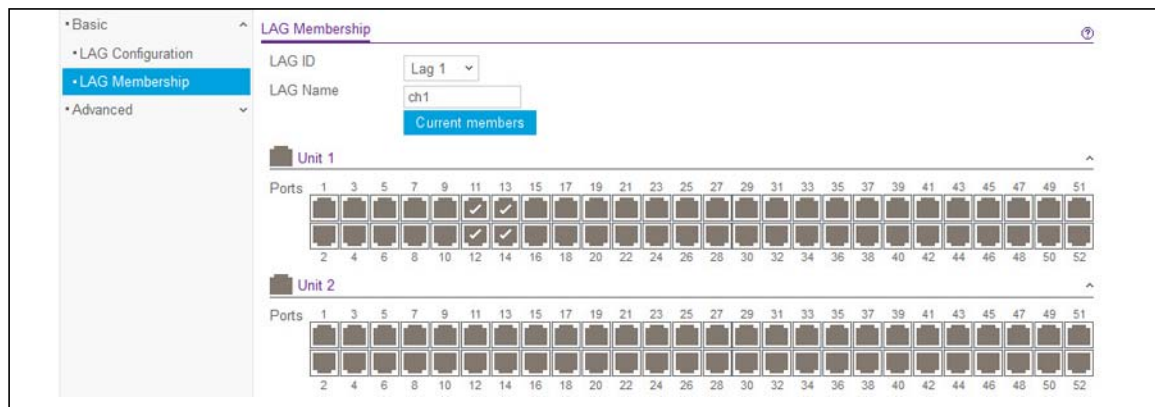 •Basic
•LAG Configuration
•LAG Membership
•Advanced
LAG Membership
?
LAG ID
Lag 1
LAG Name
ch1
Current members
Unit 1
Ports 1 3 5 7 9 11 13 15 17 19 21 23 25 27 29 31 33 35 37 39 41 43 45 47 49 51
2 4 6 8 10 12 14 16 18 20 22 24 26 28 30 32 34 36 38 40 42 44 46 48 50 52
Unit 2
Ports 1 3 5 7 9 11 13 15 17 19 21 23 25 27 29 31 33 35 37 39 41 43 45 47 49 51
2 4 6 8 10 12 14 16 18 20 22 24 26 28 30 32 34 36 38 40 42 44 46 48 50 52